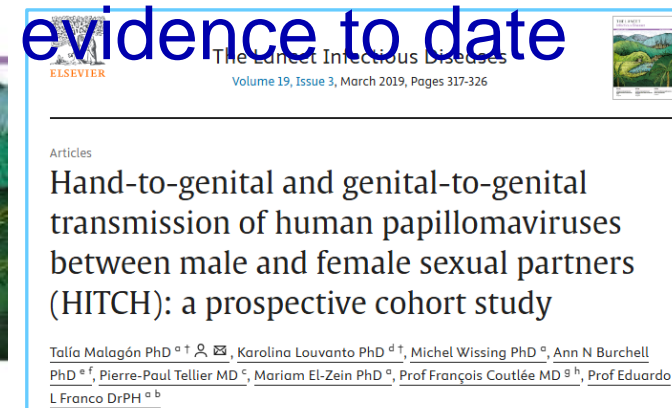 evidence to date
ELSEVIER
The Lancet Infectious Diseases
Volume 19, Issue 3, March 2019, Pages 317-326
Articles
Hand-to-genital and genital-to-genital
transmission of human papillomaviruses
between male and female sexual partners
(HITCH): a prospective cohort study
Talía Malagón PhD a †, Karolina Louvanto PhD d †, Michel Wissing PhD a, Ann N Burchell
PhD e f, Pierre-Paul Tellier MD c, Mariam El-Zein PhD a, Prof François Coutlée MD g h, Prof Eduardo
L Franco DrPH a b